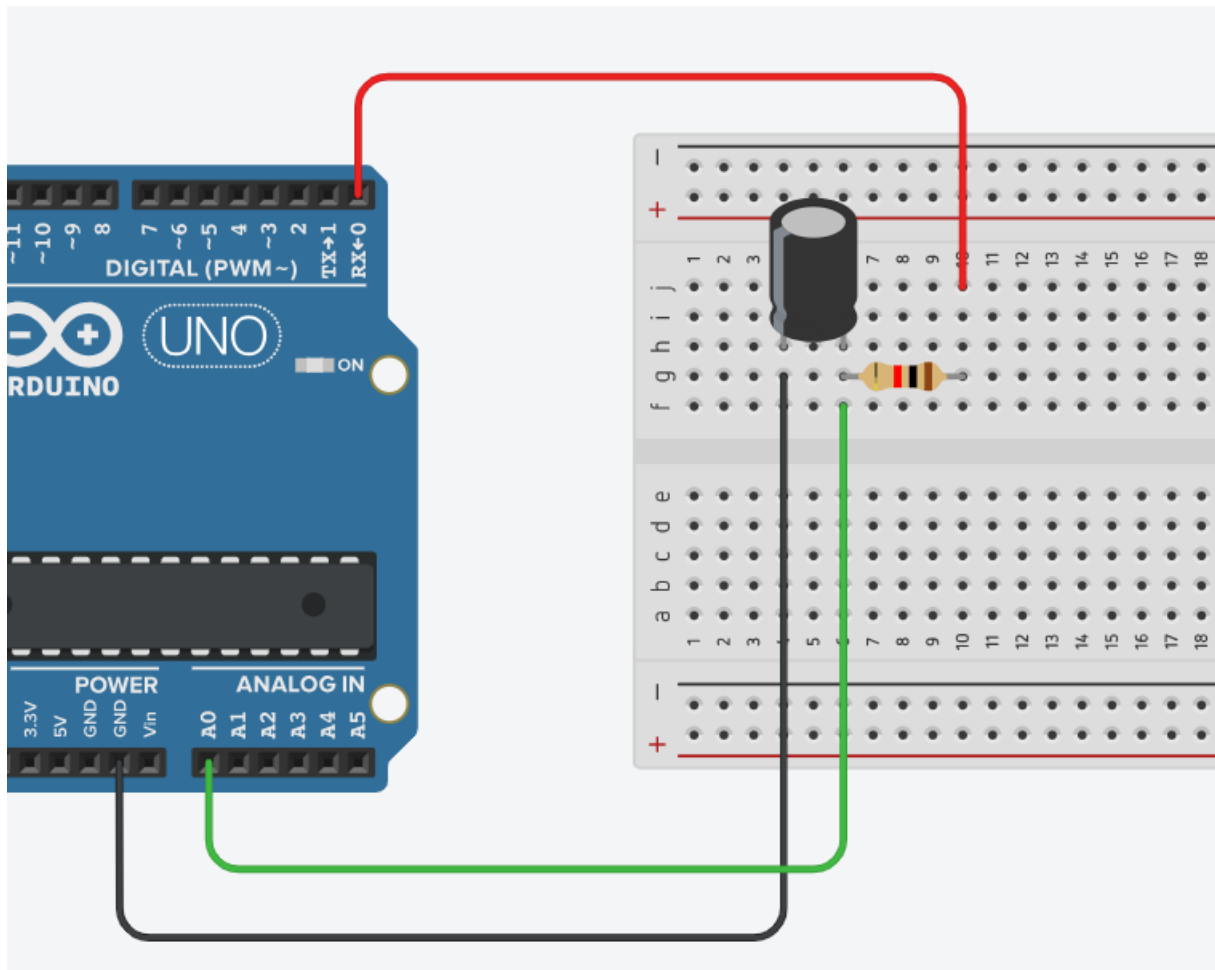 −
+
~11 ~10 ~9 8 7 ~6 ~5 4 ~3 2 TX→1 RX←0
DIGITAL (PWM~)
1 2 3 7 8 9 10 11 12 13 14 15 16 17 18
j
i
h
g
f
UNO
ON
RDUINO
e
d
c
b
a
1 2 3 4 5 6 7 8 9 10 11 12 13 14 15 16 17 18
POWER
ANALOG IN
3.3V 5V GND GND Vin A0 A1 A2 A3 A4 A5
−
+